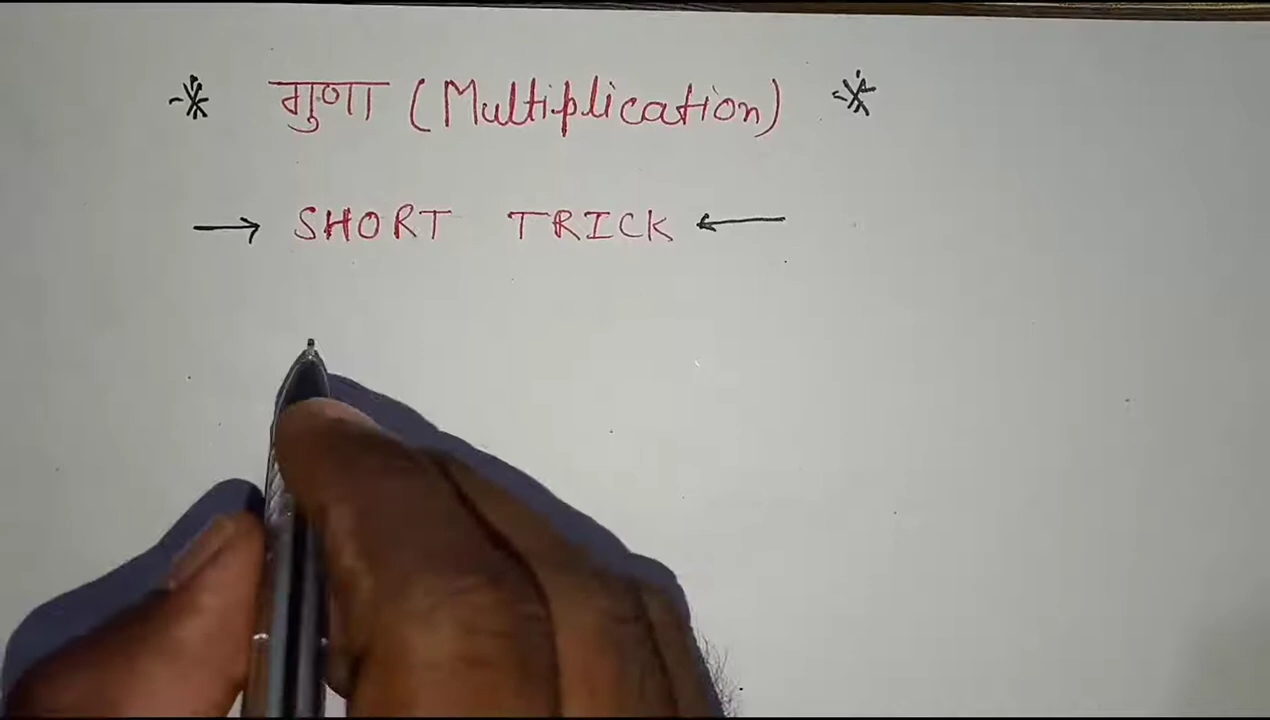 * गुणा (Multiplication) *
→ SHORT TRICK ←